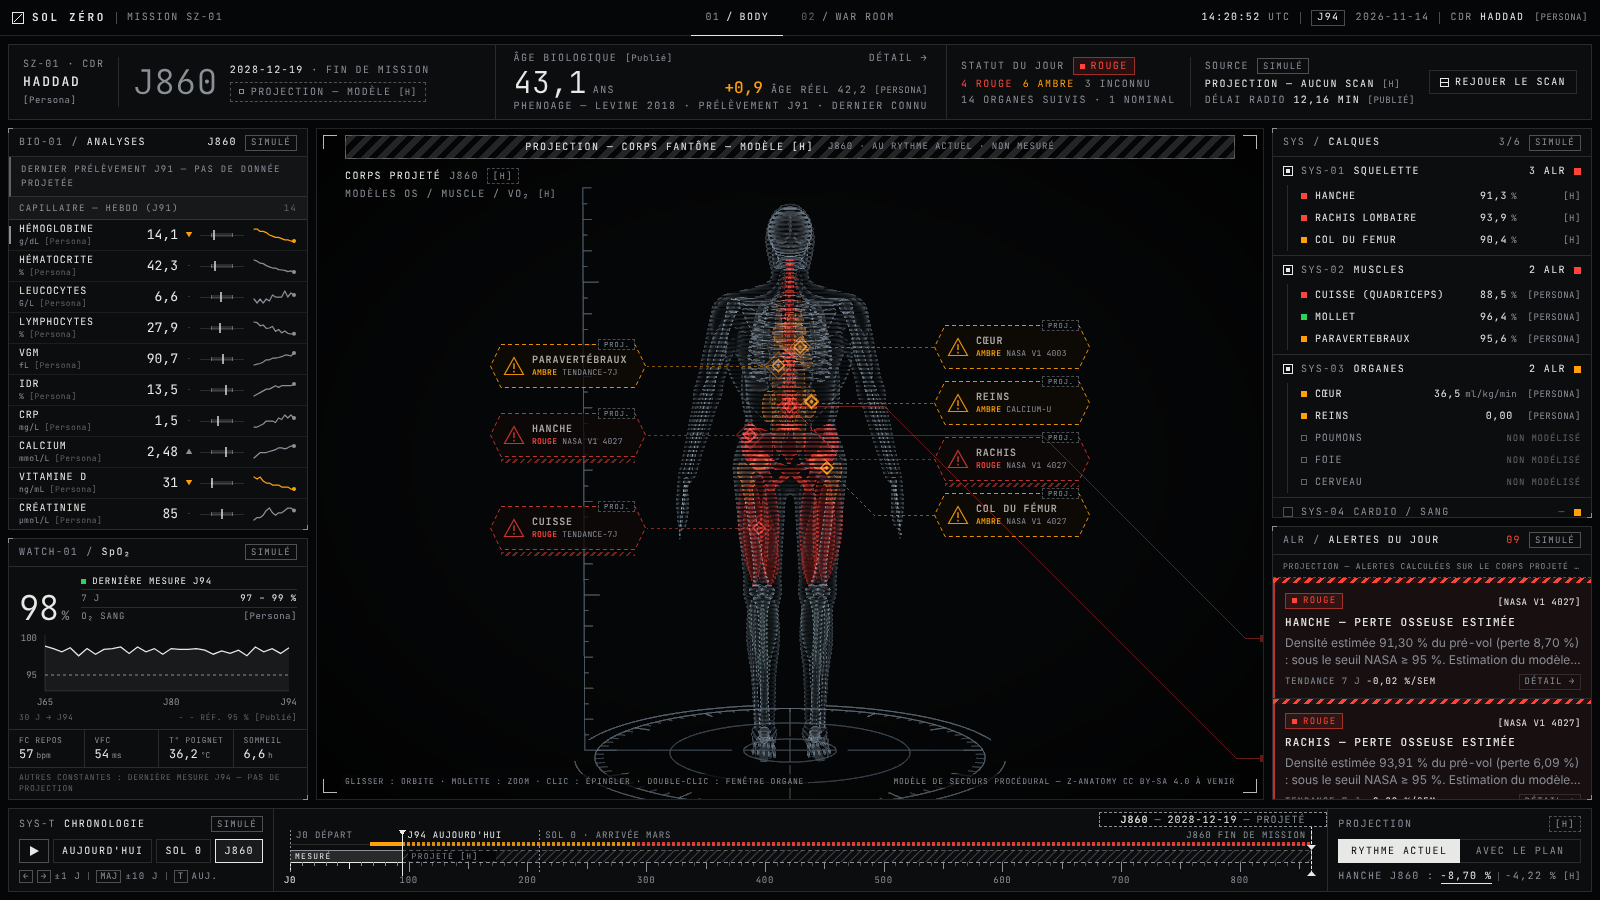 SOL ZÉRO | MISSION SZ-01
01 / BODY
02 / WAR ROOM
14:20:52 UTC | J94 2026-11-14 | CDR HADDAD [PERSONA]
SZ-01 · CDR
HADDAD
[Persona]
J860
2028-12-19 · FIN DE MISSION
PROJECTION — MODÈLE [H]
ÂGE BIOLOGIQUE [Publié]
DÉTAIL →
43,1 ANS
+0,9 ÂGE RÉEL 42,2 [PERSONA]
PHENOAGE — LEVINE 2018 · PRÉLÈVEMENT J91 · DERNIER CONNU
STATUT DU JOUR ROUGE
4 ROUGE 6 AMBRE 3 INCONNU
14 ORGANES SUIVIS · 1 NOMINAL
SOURCE SIMULÉ
PROJECTION — AUCUN SCAN [H]
DÉLAI RADIO 12,16 MIN [PUBLIÉ]
REJOUER LE SCAN
BIO-01 / ANALYSES J860 SIMULÉ
DERNIER PRÉLÈVEMENT J91 — PAS DE DONNÉE
PROJETÉE
CAPILLAIRE — HEBDO (J91) 14
HÉMOGLOBINE
g/dL [Persona]
14,1
HÉMATOCRITE
% [Persona]
42,3
LEUCOCYTES
G/L [Persona]
6,6
LYMPHOCYTES
% [Persona]
27,9
VGM
fL [Persona]
90,7
IDR
% [Persona]
13,5
CRP
mg/L [Persona]
1,5
CALCIUM
mmol/L [Persona]
2,48
VITAMINE D
ng/mL [Persona]
31
CRÉATININE
µmol/L [Persona]
85
WATCH-01 / SpO₂ SIMULÉ
98 %
DERNIÈRE MESURE J94
7 J 97 – 99 %
O₂ SANG [Persona]
100
95
J65 J80 J94
30 J → J94
- - RÉF. 95 % [Publié]
FC REPOS
57 bpm
VFC
54 ms
T° POIGNET
36,2 °C
SOMMEIL
6,6 h
AUTRES CONSTANTES : DERNIÈRE MESURE J94 — PAS DE
PROJECTION
PROJECTION — CORPS FANTÔME — MODÈLE [H] J860 · AU RYTHME ACTUEL · NON MESURÉ
CORPS PROJETÉ J860 [H]
MODÈLES OS / MUSCLE / VO₂ [H]
PROJ.
PARAVERTÉBRAUX
AMBRE TENDANCE-7J
PROJ.
HANCHE
ROUGE NASA V1 4027
PROJ.
CUISSE
ROUGE TENDANCE-7J
PROJ.
CŒUR
AMBRE NASA V1 4003
PROJ.
REINS
AMBRE CALCIUM-U
PROJ.
RACHIS
ROUGE NASA V1 4027
PROJ.
COL DU FÉMUR
AMBRE NASA V1 4027
GLISSER : ORBITE · MOLETTE : ZOOM · CLIC : ÉPINGLER · DOUBLE-CLIC : FENÊTRE ORGANE
MODÈLE DE SECOURS PROCÉDURAL — Z-ANATOMY CC BY-SA 4.0 À VENIR
SYS / CALQUES 3/6 SIMULÉ
SYS-01 SQUELETTE 3 ALR
HANCHE 91,3 % [H]
RACHIS LOMBAIRE 93,9 % [H]
COL DU FEMUR 90,4 % [H]
SYS-02 MUSCLES 2 ALR
CUISSE (QUADRICEPS) 88,5 % [PERSONA]
MOLLET 96,4 % [PERSONA]
PARAVERTEBRAUX 95,6 % [PERSONA]
SYS-03 ORGANES 2 ALR
CŒUR 36,5 ml/kg/min [PERSONA]
REINS 0,00 [PERSONA]
POUMONS NON MODÉLISÉ
FOIE NON MODÉLISÉ
CERVEAU NON MODÉLISÉ
SYS-04 CARDIO / SANG —
ALR / ALERTES DU JOUR 09 SIMULÉ
PROJECTION — ALERTES CALCULÉES SUR LE CORPS PROJETÉ …
ROUGE [NASA V1 4027]
HANCHE — PERTE OSSEUSE ESTIMÉE
Densité estimée 91,30 % du pré-vol (perte 8,70 %)
: sous le seuil NASA ≥ 95 %. Estimation du modèle…
TENDANCE 7 J -0,02 %/SEM DÉTAIL →
ROUGE [NASA V1 4027]
RACHIS — PERTE OSSEUSE ESTIMÉE
Densité estimée 93,91 % du pré-vol (perte 6,09 %)
: sous le seuil NASA ≥ 95 %. Estimation du modèle…
SYS-T CHRONOLOGIE SIMULÉ
AUJOURD'HUI SOL 0 J860
← → ±1 J | MAJ ±10 J | T AUJ.
J860 — 2028-12-19 — PROJETÉ
J0 DÉPART
J94 AUJOURD'HUI
SOL 0 · ARRIVÉE MARS
J860 FIN DE MISSION
MESURÉ
PROJETÉ [H]
J0 100 200 300 400 500 600 700 800
PROJECTION [H]
RYTHME ACTUEL AVEC LE PLAN
HANCHE J860 : -8,70 % | -4,22 % [H]